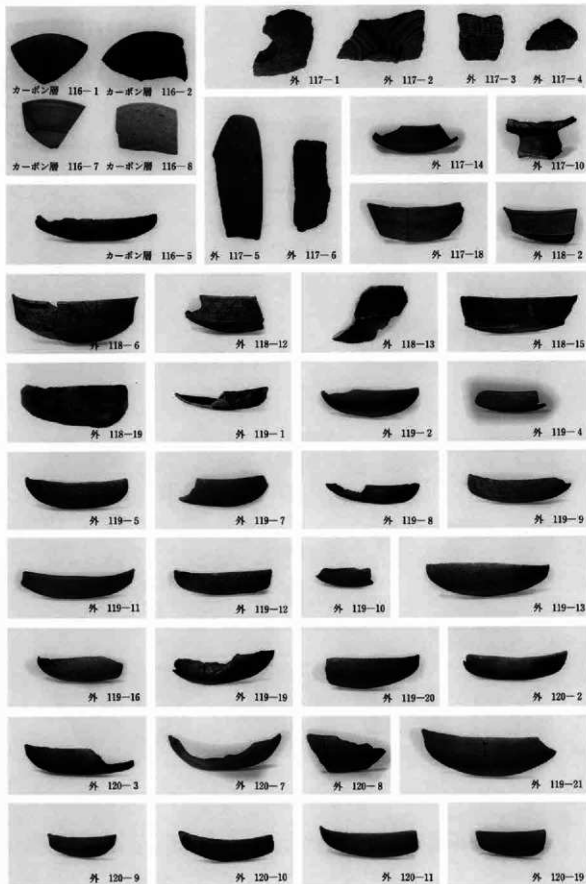 カーボン層 116—1
カーボン層 116—2
外 117—1
外 117—2
外 117—3
外 117—4
カーボン層 116—7
カーボン層 116—8
外 117—14
外 117—10
カーボン層 116—5
外 117—5
外 117—6
外 117—18
外 118—2
外 118—6
外 118—12
外 118—13
外 118—15
外 118—19
外 119—1
外 119—2
外 119—4
外 119—5
外 119—7
外 119—8
外 119—9
外 119—11
外 119—12
外 119—10
外 119—13
外 119—16
外 119—19
外 119—20
外 120—2
外 120—3
外 120—7
外 120—8
外 119—21
外 120—9
外 120—10
外 120—11
外 120—19